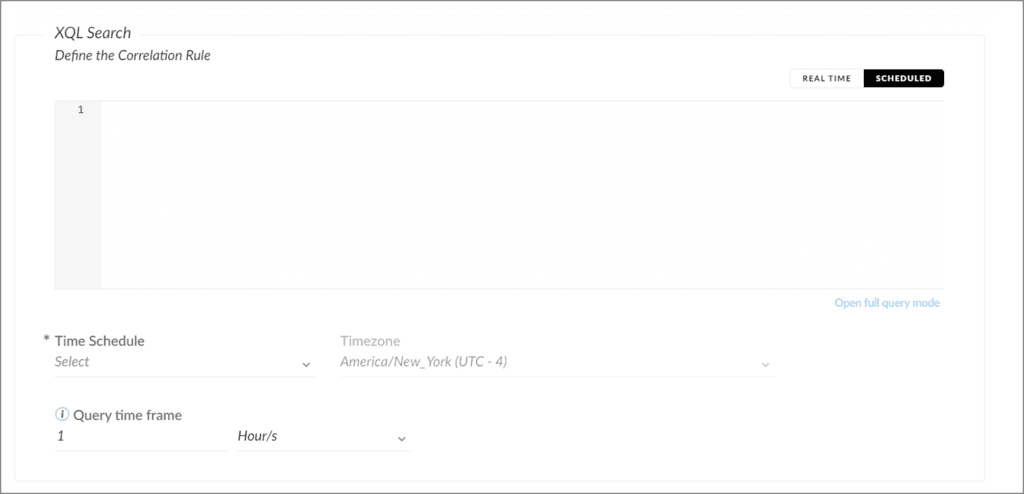 XQL Search
Define the Correlation Rule
REAL TIME SCHEDULED
1
Open full query mode
* Time Schedule Timezone
Select America/New_York (UTC - 4)
i Query time frame
1 Hour/s